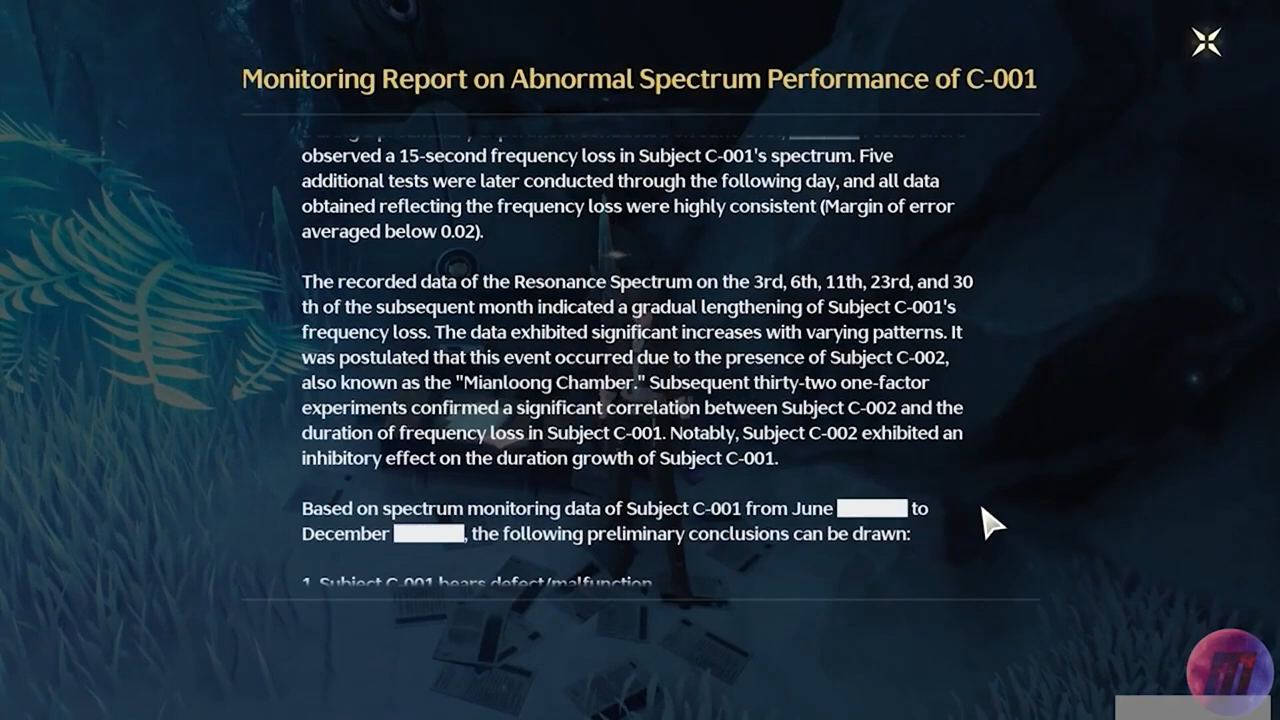 Monitoring Report on Abnormal Spectrum Performance of C-001
observed a 15-second frequency loss in Subject C-001's spectrum. Five
additional tests were later conducted through the following day, and all data
obtained reflecting the frequency loss were highly consistent (Margin of error
averaged below 0.02).
The recorded data of the Resonance Spectrum on the 3rd, 6th, 11th, 23rd, and 30
th of the subsequent month indicated a gradual lengthening of Subject C-001's
frequency loss. The data exhibited significant increases with varying patterns. It
was postulated that this event occurred due to the presence of Subject C-002,
also known as the "Mianloong Chamber." Subsequent thirty-two one-factor
experiments confirmed a significant correlation between Subject C-002 and the
duration of frequency loss in Subject C-001. Notably, Subject C-002 exhibited an
inhibitory effect on the duration growth of Subject C-001.
Based on spectrum monitoring data of Subject C-001 from June to
December , the following preliminary conclusions can be drawn:
1. Subject C-001 bears defect/malfunction